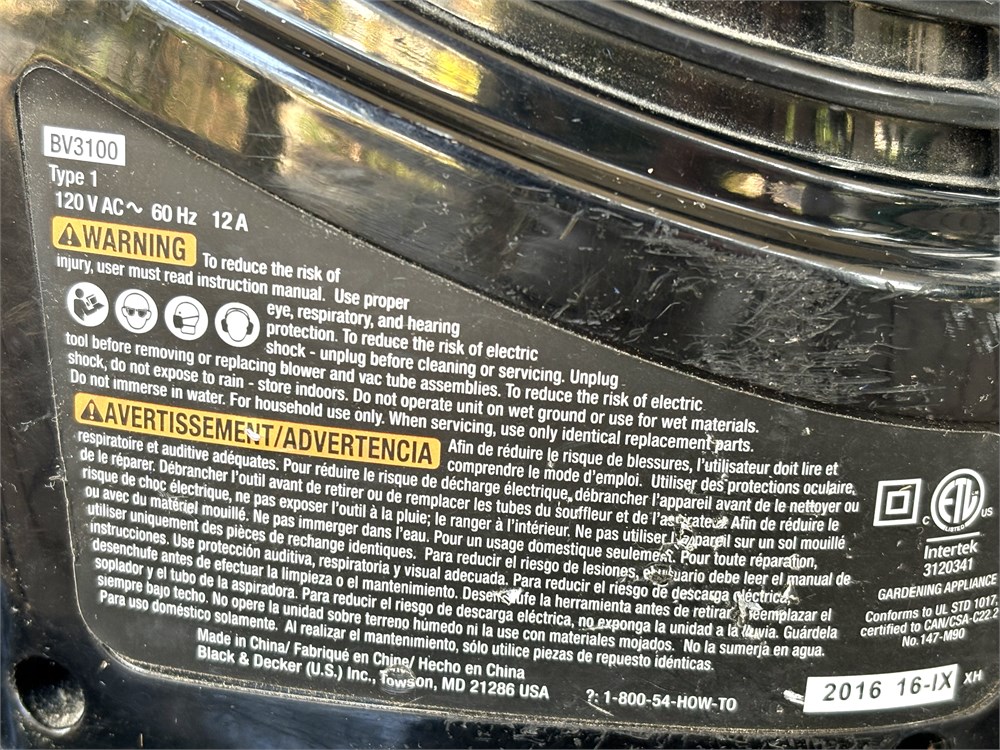 BV3100
Type 1
120 V AC~ 60 Hz 12 A
WARNING To reduce the risk of
injury, user must read instruction manual. Use proper
eye, respiratory, and hearing
protection. To reduce the risk of electric
shock - unplug before cleaning or servicing. Unplug
tool before removing or replacing blower and vac tube assemblies. To reduce the risk of electric
shock, do not expose to rain - store indoors. Do not operate unit on wet ground or use for wet materials.
Do not immerse in water. For household use only. When servicing, use only identical replacement parts.
AVERTISSEMENT/ADVERTENCIA Afin de réduire le risque de blessures, l'utilisateur doit lire et
comprendre le mode d'emploi. Utiliser des protections oculaire,
respiratoire et auditive adéquates. Pour réduire le risque de décharge électrique, débrancher l'appareil avant de le nettoyer ou
de le réparer. Débrancher l'outil avant de retirer ou de remplacer les tubes du souffleur et de l'aspirateur. Afin de réduire le
risque de choc électrique, ne pas exposer l'outil à la pluie; le ranger à l'intérieur. Ne pas utiliser l'appareil sur un sol mouillé
ou avec du matériel mouillé. Ne pas immerger dans l'eau. Pour un usage domestique seulement. Pour toute réparation,
utiliser uniquement des pièces de rechange identiques. Para reducir el riesgo de lesiones, usuario debe leer el manual de
instrucciones. Use protección auditiva, respiratoria y visual adecuada. Para reducir el riesgo de descarga eléctrica,
desenchufe antes de efectuar la limpieza o el mantenimiento. Desenchufe la herramienta antes de retirar reemplazar el
soplador y el tubo de la aspiradora. Para reducir el riesgo de descarga eléctrica, no exponga la unidad a la lluvia. Guárdela
siempre bajo techo. No opere la unidad sobre terreno húmedo ni la use con materiales mojados. No la sumerja en agua.
Para uso doméstico solamente. Al realizar el mantenimiento, sólo utilice piezas de repuesto idénticas.
Made in China/ Fabriqué en Chine/ Hecho en China
Black & Decker (U.S.) Inc., Towson, MD 21286 USA
?: 1-800-54-HOW-TO
C ETL US
LISTED
Intertek
3120341
GARDENING APPLIANCE
Conforms to UL STD 1017,
certified to CAN/CSA-C22.2
No. 147-M90
2016 16-IX XH